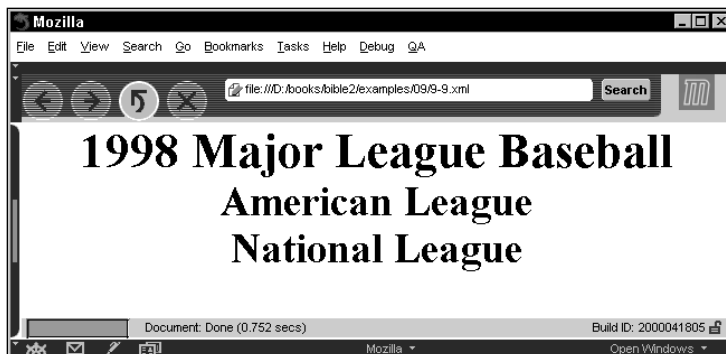 Mozilla
File Edit View Search Go Bookmarks Tasks Help Debug QA
file:///D:/books/bible2/examples/09/9-9.xml Search
1998 Major League Baseball
American League
National League
Document: Done (0.752 secs) Build ID: 2000041805
Mozilla Open Windows